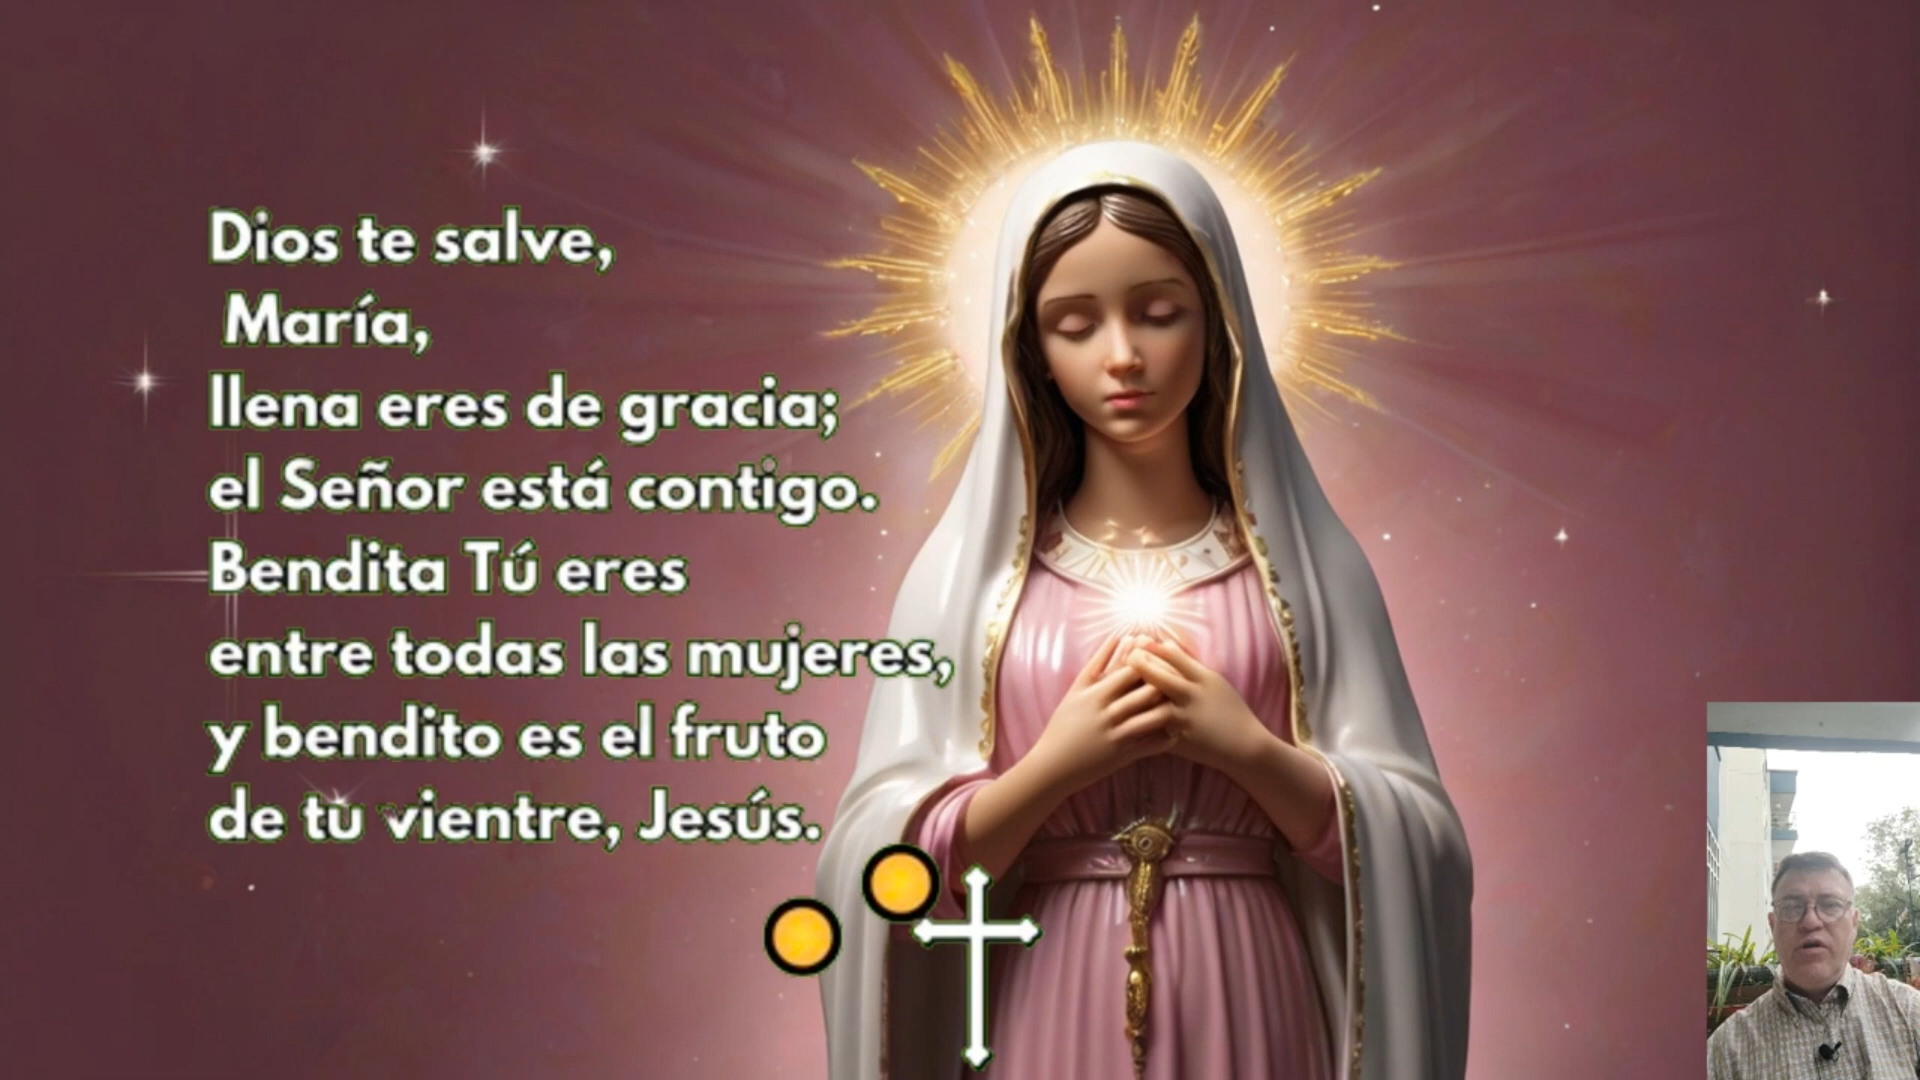 Dios te salve,
María,
llena eres de gracia;
el Señor está contigo.
Bendita Tú eres
entre todas las mujeres,
y bendito es el fruto
de tu vientre, Jesús.